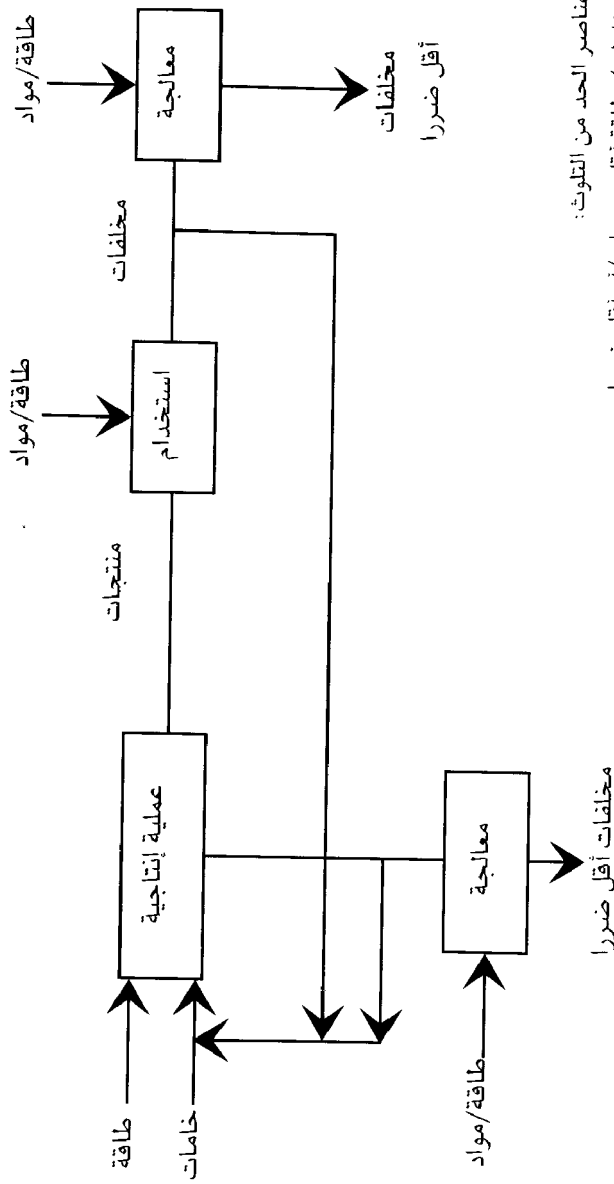 طاقة
خامات
عملية إنتاجية
منتجات
طاقة/مواد
استخدام
مخلفات
طاقة/مواد
معالجة
مخلفات
أقل ضررا
طاقة/مواد
معالجة
مخلفات أقل ضررا
الحد من التلوث: